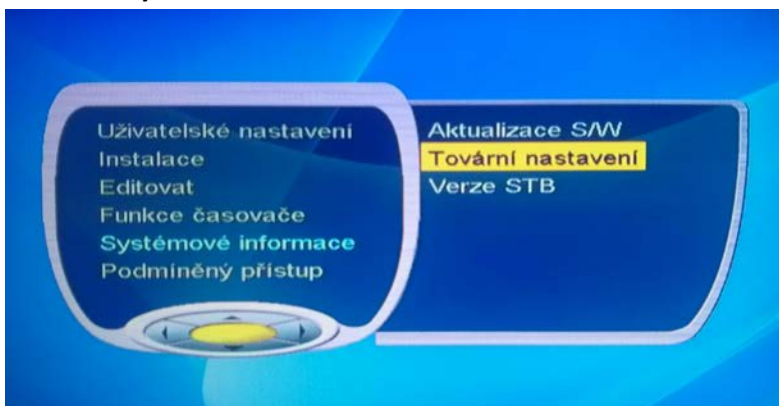 Uživatelské nastavení
Instalace
Editovat
Funkce časovače
Systémové informace
Podmíněný přístup
Aktualizace S/W
Tovární nastavení
Verze STB